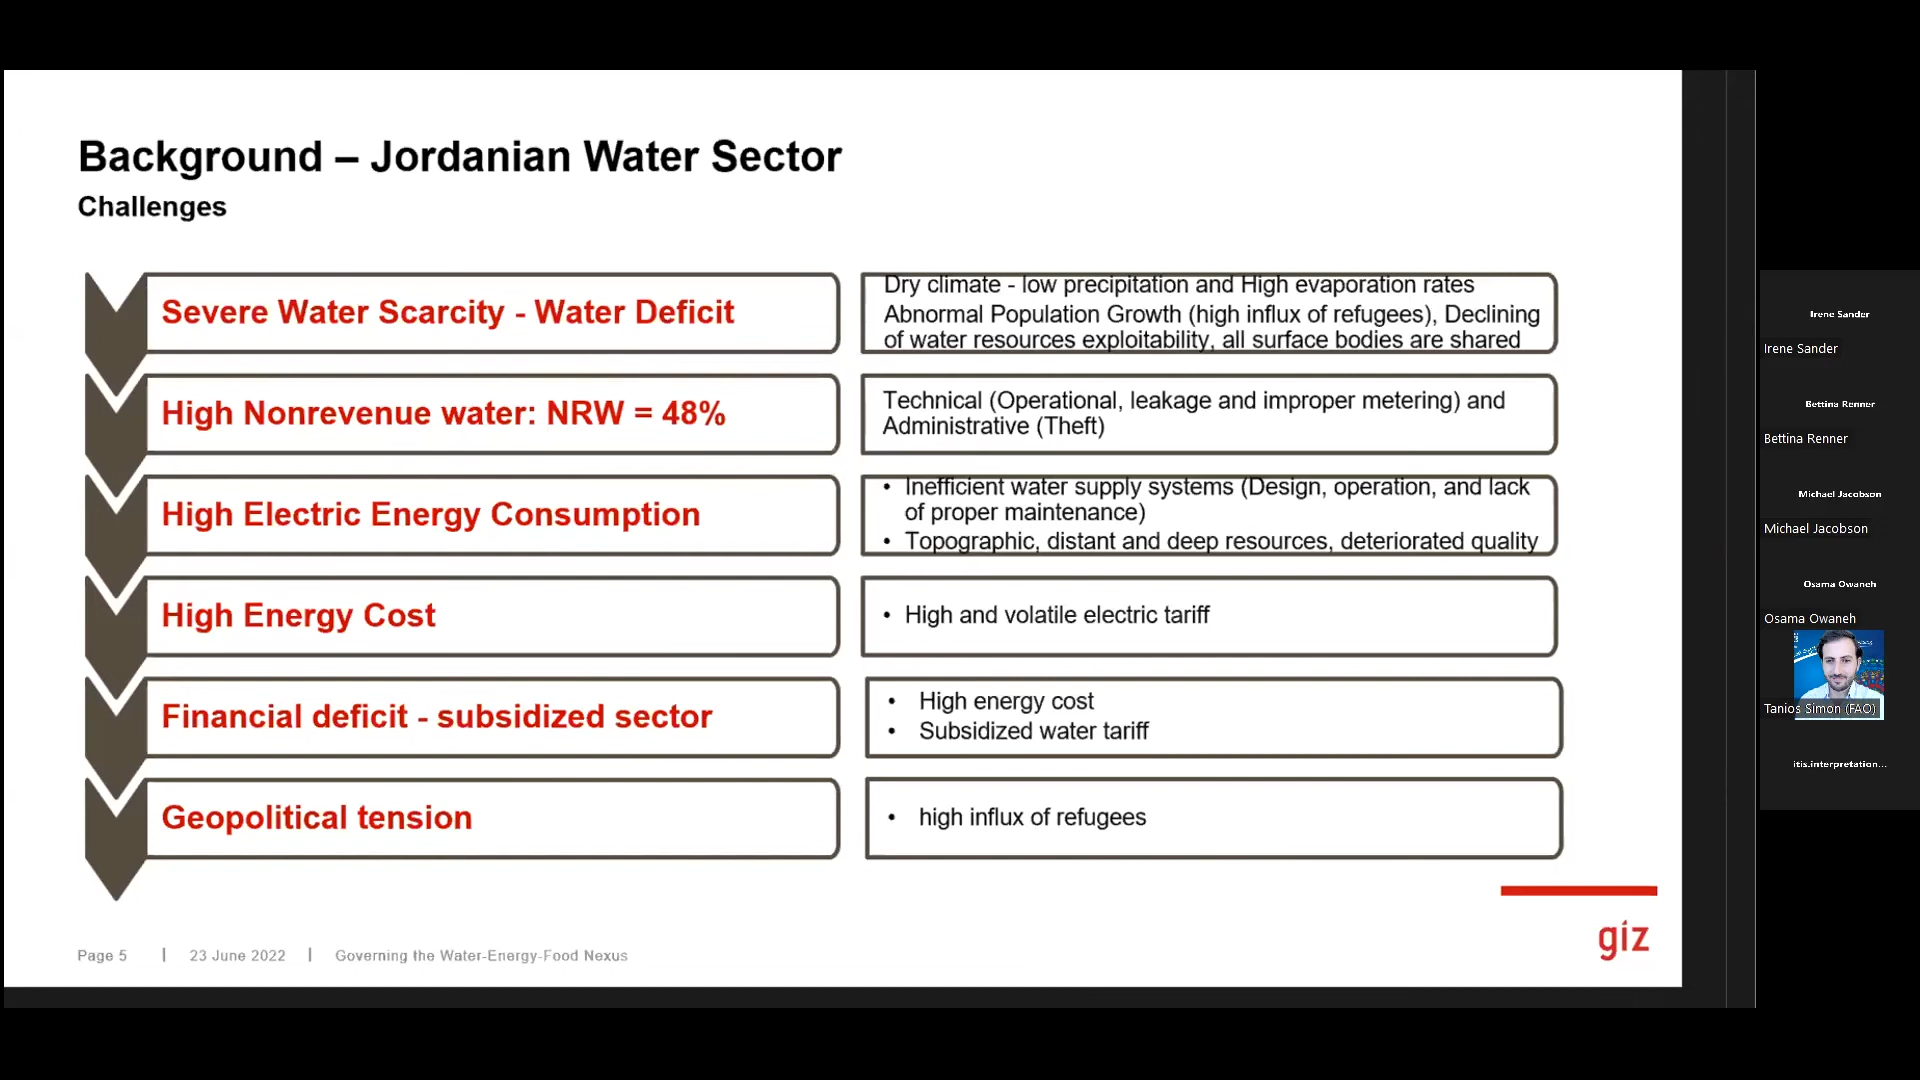 Background – Jordanian Water Sector
Challenges
Severe Water Scarcity - Water Deficit
Dry climate - low precipitation and High evaporation rates
Abnormal Population Growth (high influx of refugees), Declining
of water resources exploitability, all surface bodies are shared
High Nonrevenue water: NRW = 48%
Technical (Operational, leakage and improper metering) and
Administrative (Theft)
High Electric Energy Consumption
• Inefficient water supply systems (Design, operation, and lack
of proper maintenance)
• Topographic, distant and deep resources, deteriorated quality
High Energy Cost
• High and volatile electric tariff
Financial deficit - subsidized sector
• High energy cost
• Subsidized water tariff
Geopolitical tension
• high influx of refugees
giz
Page 5 | 23 June 2022 | Governing the Water-Energy-Food Nexus
Irene Sander
Irene Sander
Bettina Renner
Bettina Renner
Michael Jacobson
Michael Jacobson
Osama Owaneh
Osama Owaneh
Tanios Simon (FAO)
itis.interpretation...